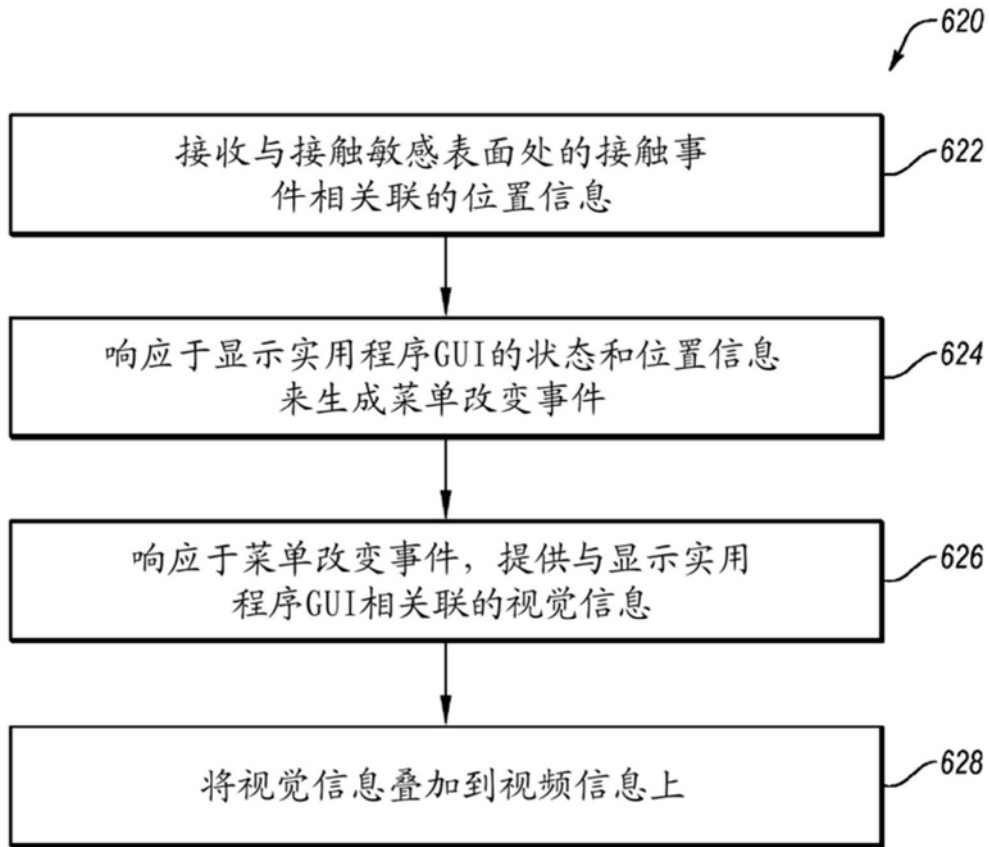 620
接收与接触敏感表面处的接触事
件相关联的位置信息
622
响应于显示实用程序GUI的状态和位置信息
来生成菜单改变事件
624
响应于菜单改变事件，提供与显示实用
程序GUI相关联的视觉信息
626
将视觉信息叠加到视频信息上
628